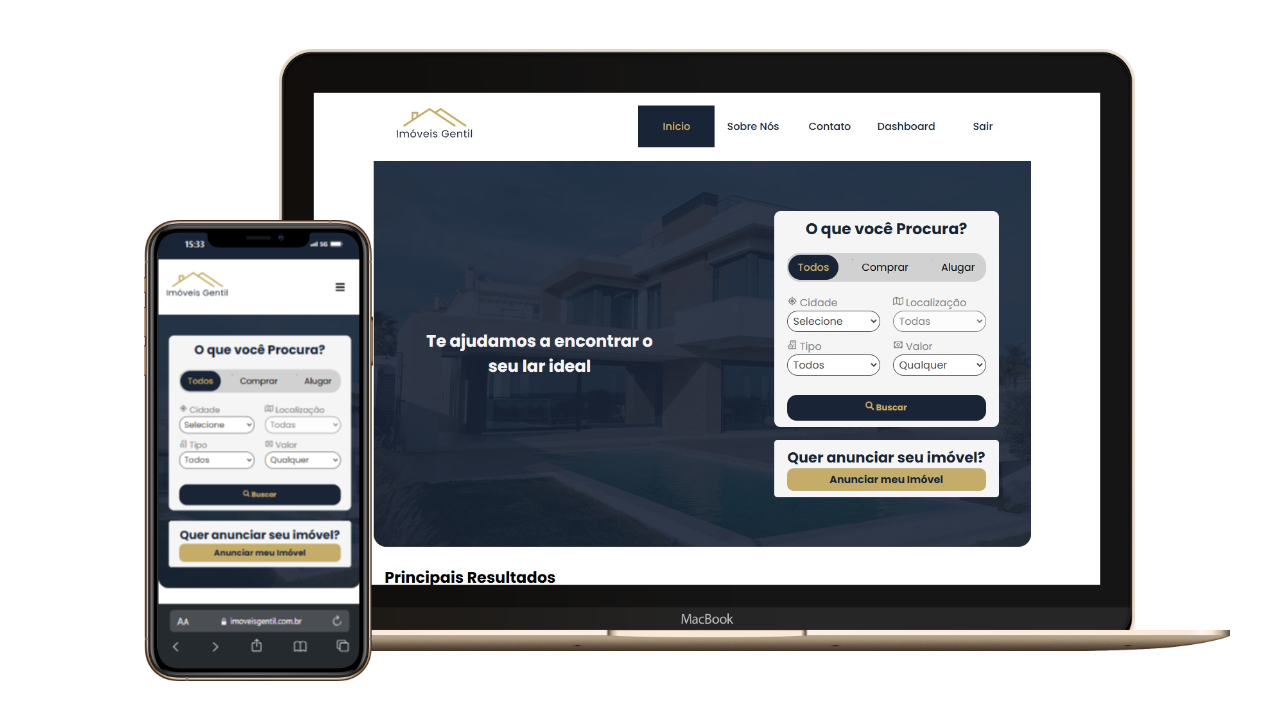 Imóveis Gentil
Início Sobre Nós Contato Dashboard Sair
Te ajudamos a encontrar o
seu lar ideal
O que você Procura?
Todos Comprar Alugar
Cidade Localização
Selecione Todas
Tipo Valor
Todos Qualquer
Buscar
Quer anunciar seu imóvel?
Anunciar meu Imóvel
Principais Resultados
MacBook
15:33 5G
Imóveis Gentil
O que você Procura?
Todos Comprar Alugar
Cidade Localização
Selecione Todas
Tipo Valor
Todos Qualquer
Buscar
Quer anunciar seu imóvel?
Anunciar meu Imóvel
AA imoveisgentil.com.br